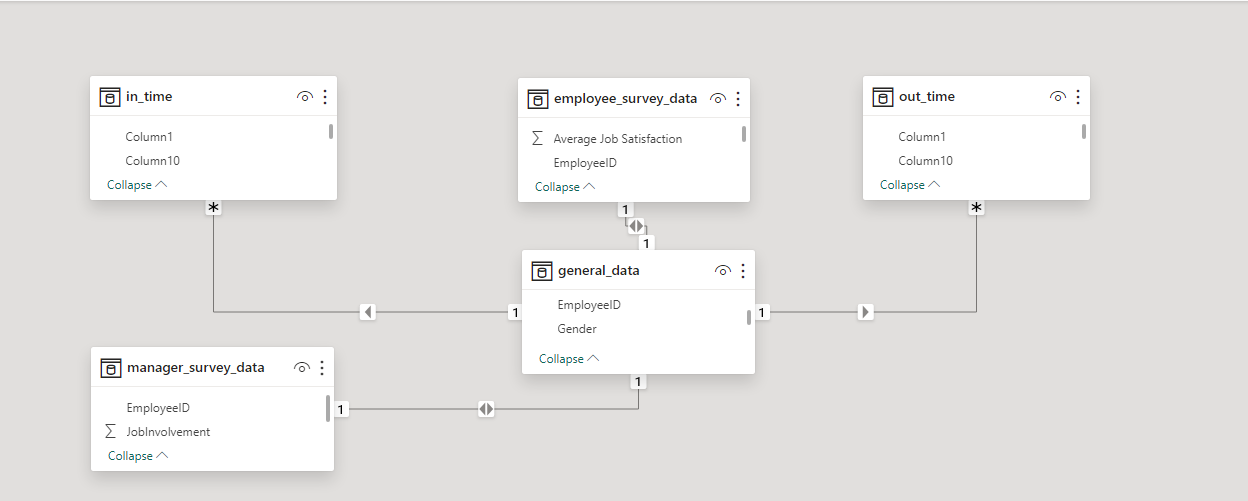 in_time
Column1
Column10
Collapse
*
employee_survey_data
Average Job Satisfaction
EmployeeID
Collapse
1
1
out_time
Column1
Column10
Collapse
*
general_data
EmployeeID
Gender
Collapse
1
1
1
manager_survey_data
EmployeeID
JobInvolvement
Collapse
1